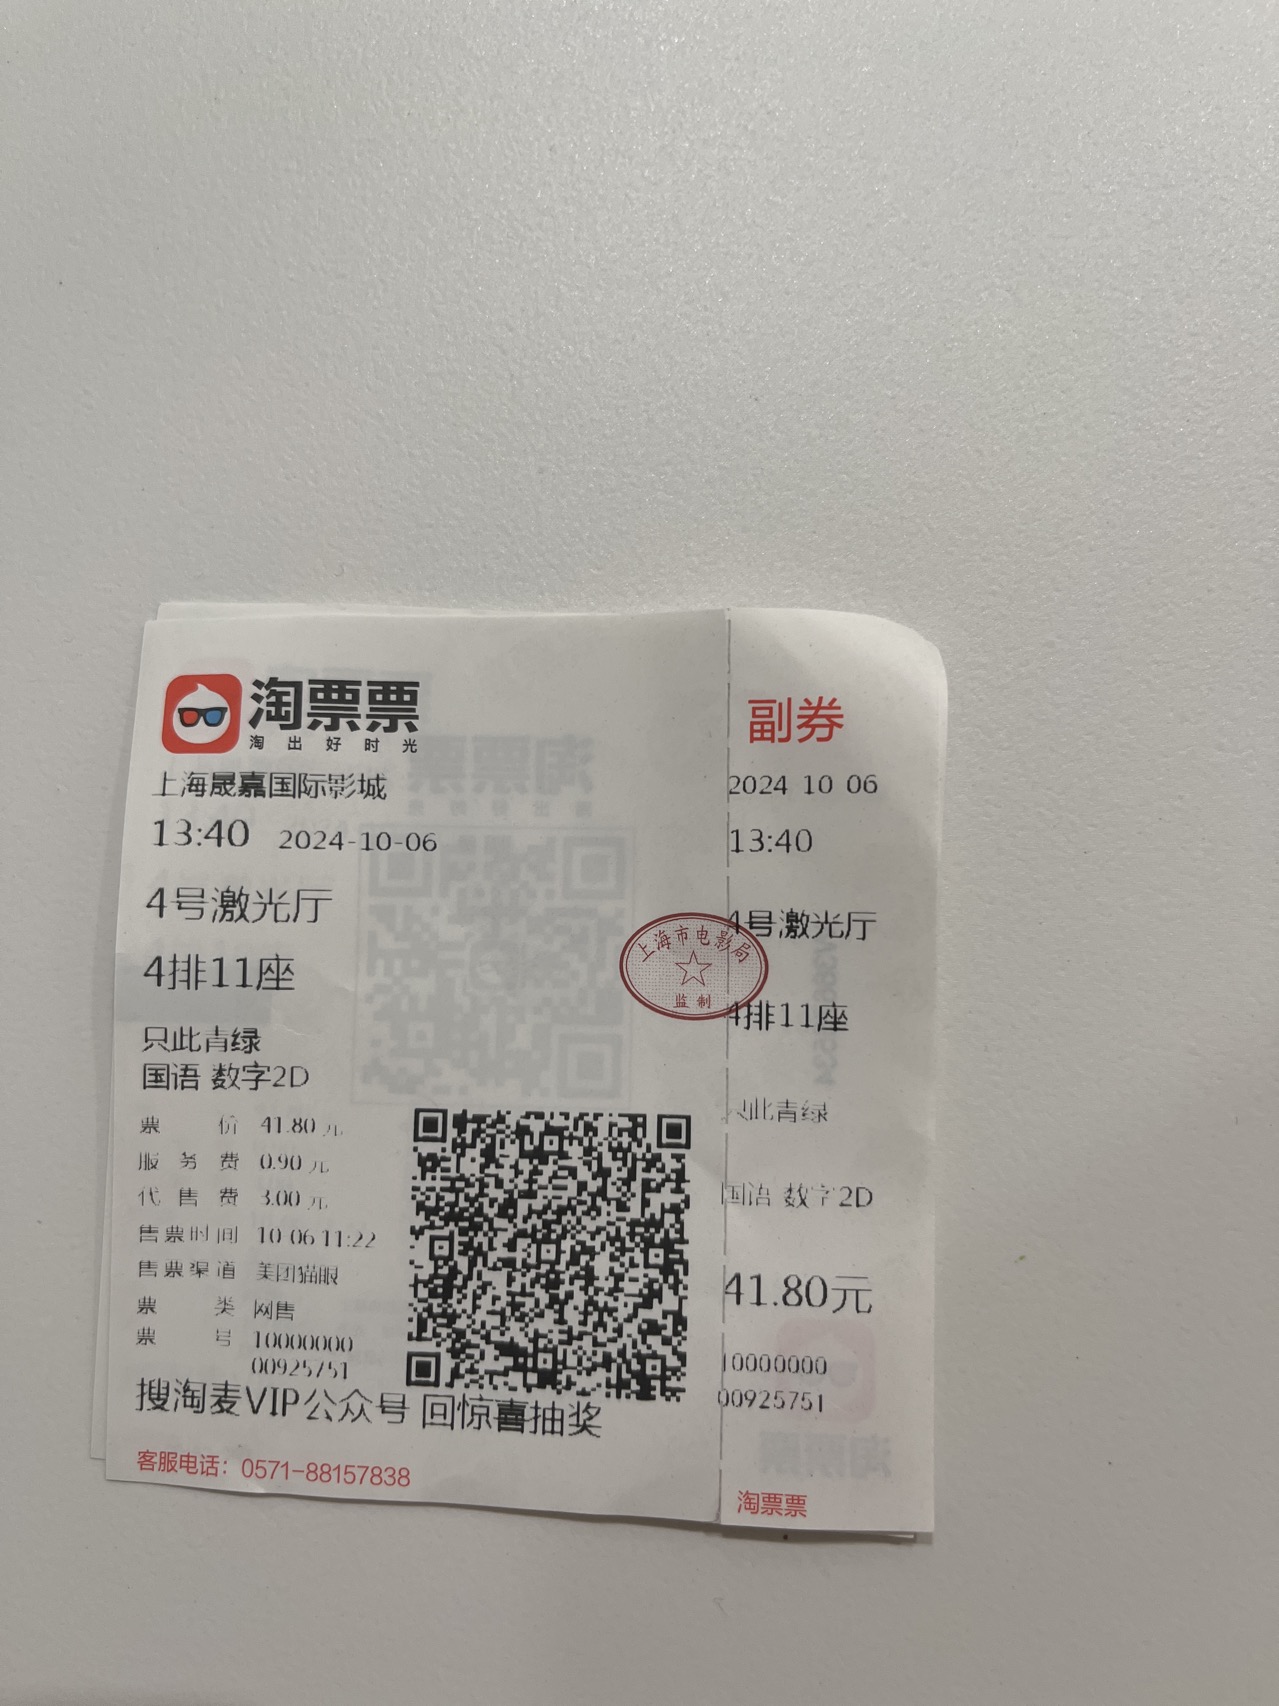 淘票票
淘出好时光
上海晟嘉国际影城
13:40 2024-10-06
4号激光厅
4排11座
只此青绿
国语 数字2D
票价 41.80元
服务费 0.90元
代售费 3.00元
售票时间 10-06 11:22
售票渠道 美团猫眼
票类 网售
票号 10000000
00925751
搜淘麦VIP公众号 回惊喜抽奖
客服电话：0571-88157838
上海市电影局
监制
副券
2024 10 06
13:40
4号激光厅
4排11座
只此青绿
国语 数字2D
41.80元
10000000
00925751
淘票票